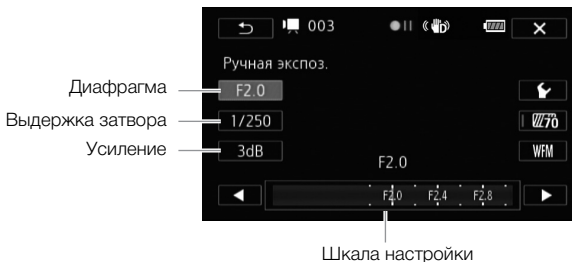 003
Ручная экспоз.
Диафрагма
F2.0
Выдержка затвора
1/250
70
Усиление
3dB
WFM
F2.0
F2.0 F2.4 F2.8
Шкала настройки